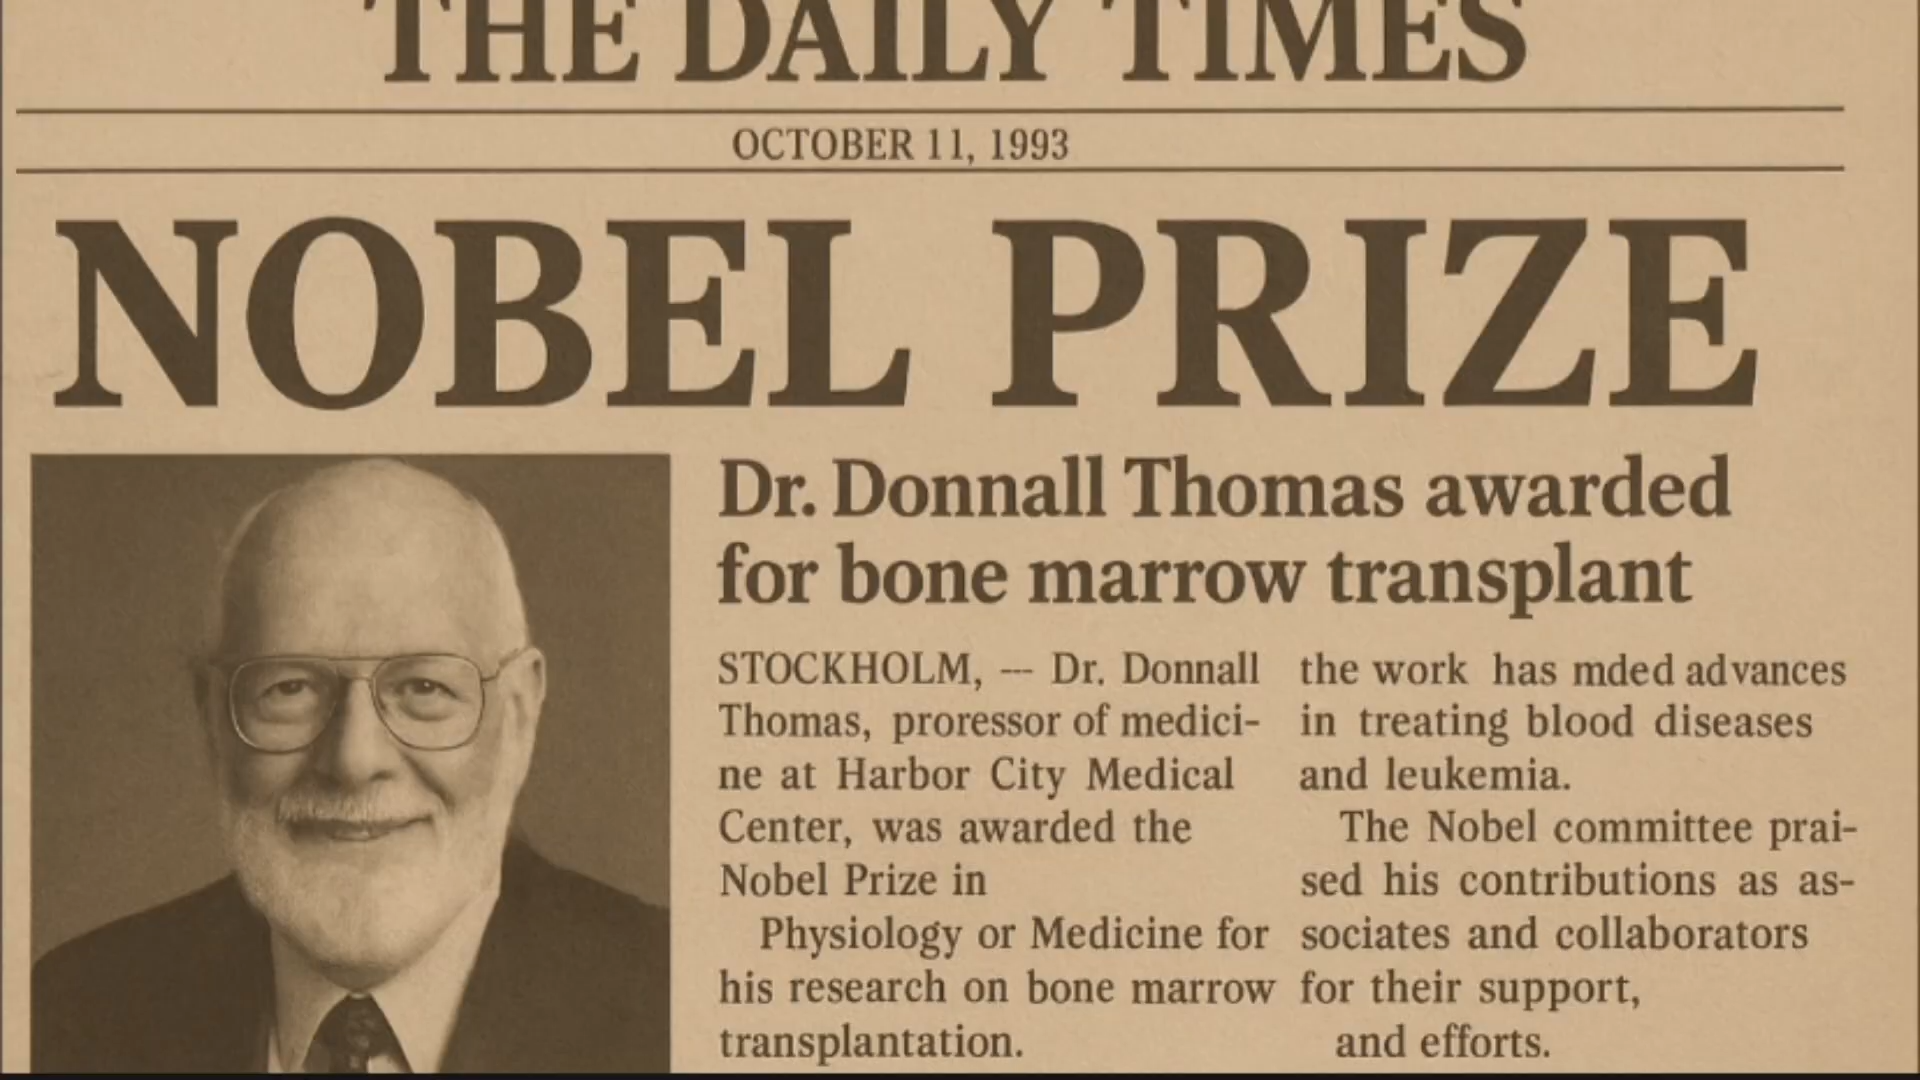 THE DAILY TIMES
OCTOBER 11, 1993
NOBEL PRIZE
Dr. Donnall Thomas awarded
for bone marrow transplant
STOCKHOLM, — Dr. Donnall
Thomas, proressor of medici-
ne at Harbor City Medical
Center, was awarded the
Nobel Prize in
Physiology or Medicine for
his research on bone marrow
transplantation.
the work has mded advances
in treating blood diseases
and leukemia.
The Nobel committee prai-
sed his contributions as as-
sociates and collaborators
for their support,
and efforts.